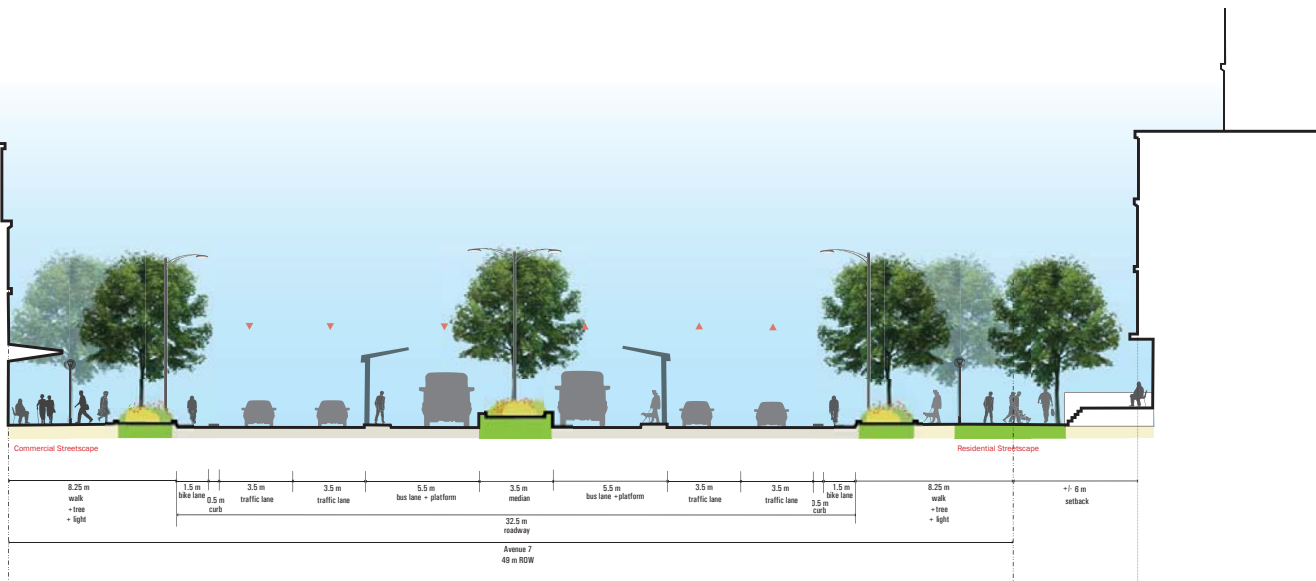 Commercial Streetscape
Residential Streetscape
8.25 m
walk
+tree
+ light
1.5 m
bike lane
0.5 m
curb
3.5 m
traffic lane
3.5 m
traffic lane
5.5 m
bus lane + platform
3.5 m
median
5.5 m
bus lane +platform
3.5 m
traffic lane
3.5 m
traffic lane
0.5 m
curb
1.5 m
bike lane
8.25 m
walk
+tree
+ light
+/- 6 m
setback
32.5 m
roadway
Avenue 7
49 m ROW